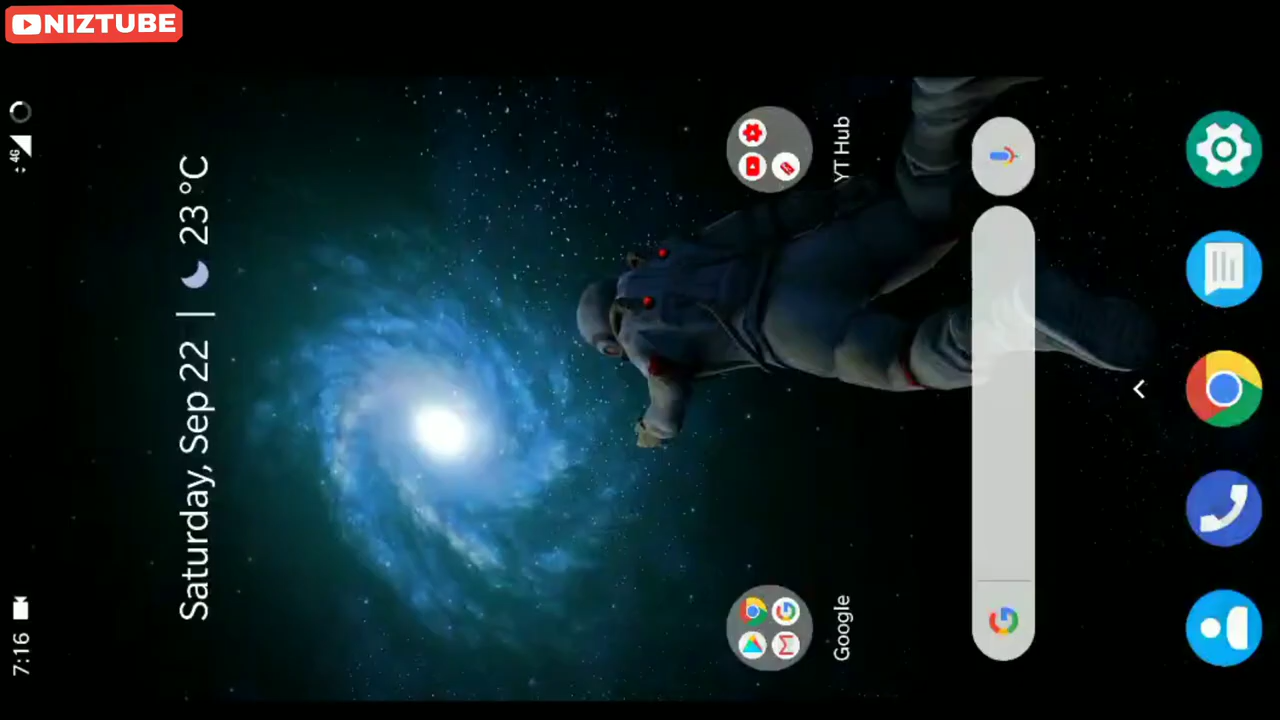 NIZTUBE
7:16
4G
Saturday, Sep 22 | 23 °C
Google
YT Hub